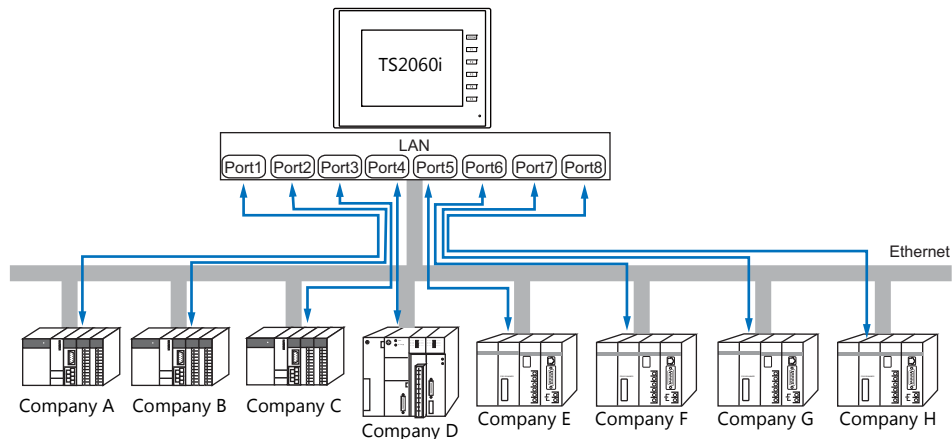 TS2060i
LAN
Port1 Port2 Port3 Port4 Port5 Port6 Port7 Port8
Ethernet
Company A Company B Company C Company D Company E Company F Company G Company H